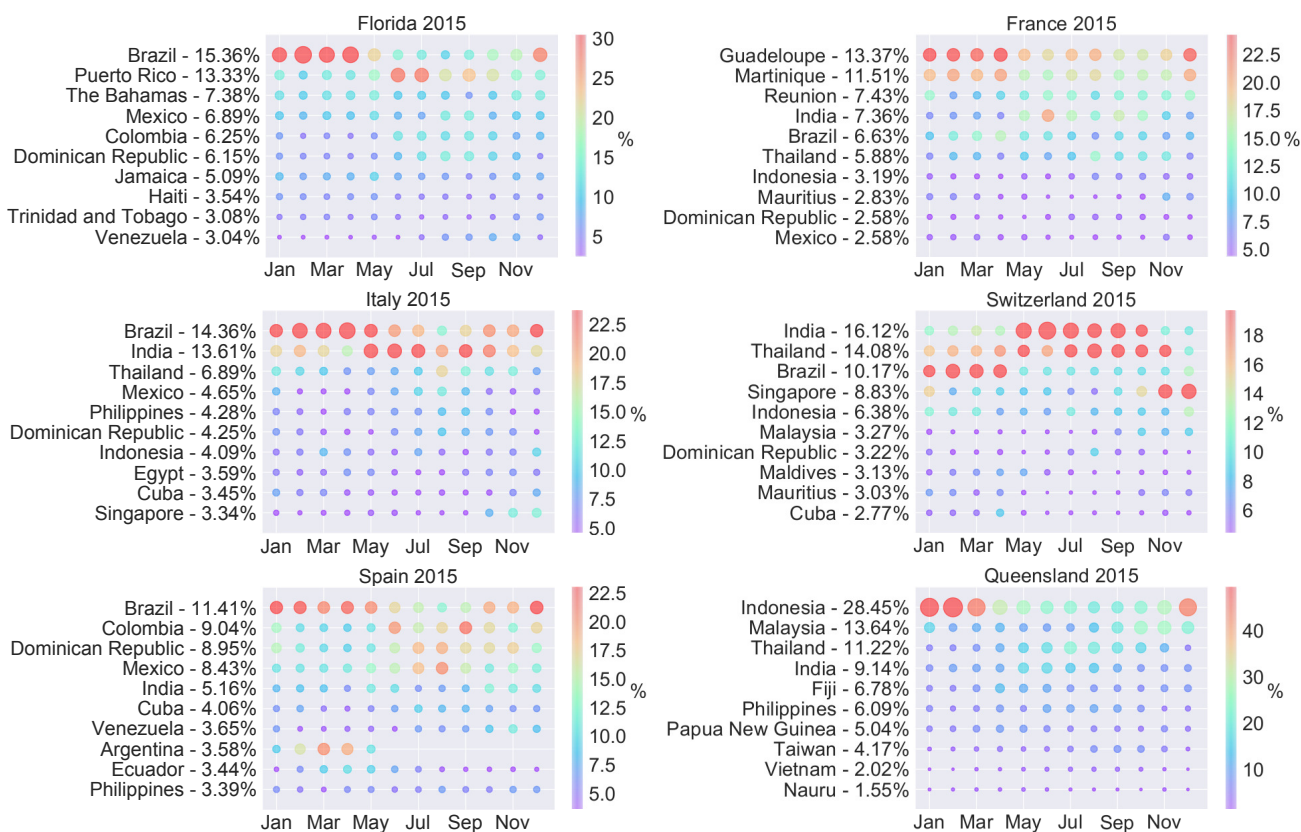 Florida 2015
Brazil - 15.36%
Puerto Rico - 13.33%
The Bahamas - 7.38%
Mexico - 6.89%
Colombia - 6.25%
Dominican Republic - 6.15%
Jamaica - 5.09%
Haiti - 3.54%
Trinidad and Tobago - 3.08%
Venezuela - 3.04%
Jan Mar May Jul Sep Nov
30
25
20
%
15
10
5
France 2015
Guadeloupe - 13.37%
Martinique - 11.51%
Reunion - 7.43%
India - 7.36%
Brazil - 6.63%
Thailand - 5.88%
Indonesia - 3.19%
Mauritius - 2.83%
Dominican Republic - 2.58%
Mexico - 2.58%
Jan Mar May Jul Sep Nov
22.5
20.0
17.5
15.0 %
12.5
10.0
7.5
5.0
Italy 2015
Brazil - 14.36%
India - 13.61%
Thailand - 6.89%
Mexico - 4.65%
Philippines - 4.28%
Dominican Republic - 4.25%
Indonesia - 4.09%
Egypt - 3.59%
Cuba - 3.45%
Singapore - 3.34%
Jan Mar May Jul Sep Nov
22.5
20.0
17.5
15.0 %
12.5
10.0
7.5
5.0
Switzerland 2015
India - 16.12%
Thailand - 14.08%
Brazil - 10.17%
Singapore - 8.83%
Indonesia - 6.38%
Malaysia - 3.27%
Dominican Republic - 3.22%
Maldives - 3.13%
Mauritius - 3.03%
Cuba - 2.77%
Jan Mar May Jul Sep Nov
18
16
14
%
12
10
8
6
Spain 2015
Brazil - 11.41%
Colombia - 9.04%
Dominican Republic - 8.95%
Mexico - 8.43%
India - 5.16%
Cuba - 4.06%
Venezuela - 3.65%
Argentina - 3.58%
Ecuador - 3.44%
Philippines - 3.39%
Jan Mar May Jul Sep Nov
22.5
20.0
17.5
15.0
%
12.5
10.0
7.5
5.0
Queensland 2015
Indonesia - 28.45%
Malaysia - 13.64%
Thailand - 11.22%
India - 9.14%
Fiji - 6.78%
Philippines - 6.09%
Papua New Guinea - 5.04%
Taiwan - 4.17%
Vietnam - 2.02%
Nauru - 1.55%
Jan Mar May Jul Sep Nov
40
30
%
20
10